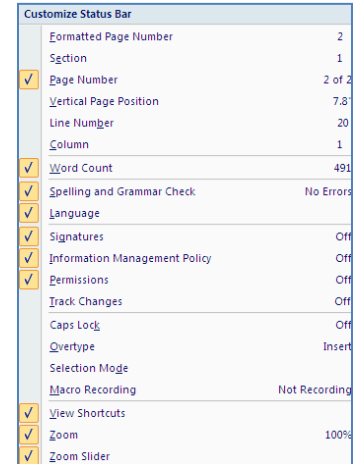 Customize Status Bar
Formatted Page Number 2
Section 1
Page Number 2 of 2
Vertical Page Position 7.8"
Line Number 20
Column 1
Word Count 491
Spelling and Grammar Check No Errors
Language
Signatures Off
Information Management Policy Off
Permissions Off
Track Changes Off
Caps Lock Off
Overtype Insert
Selection Mode
Macro Recording Not Recording
View Shortcuts
Zoom 100%
Zoom Slider